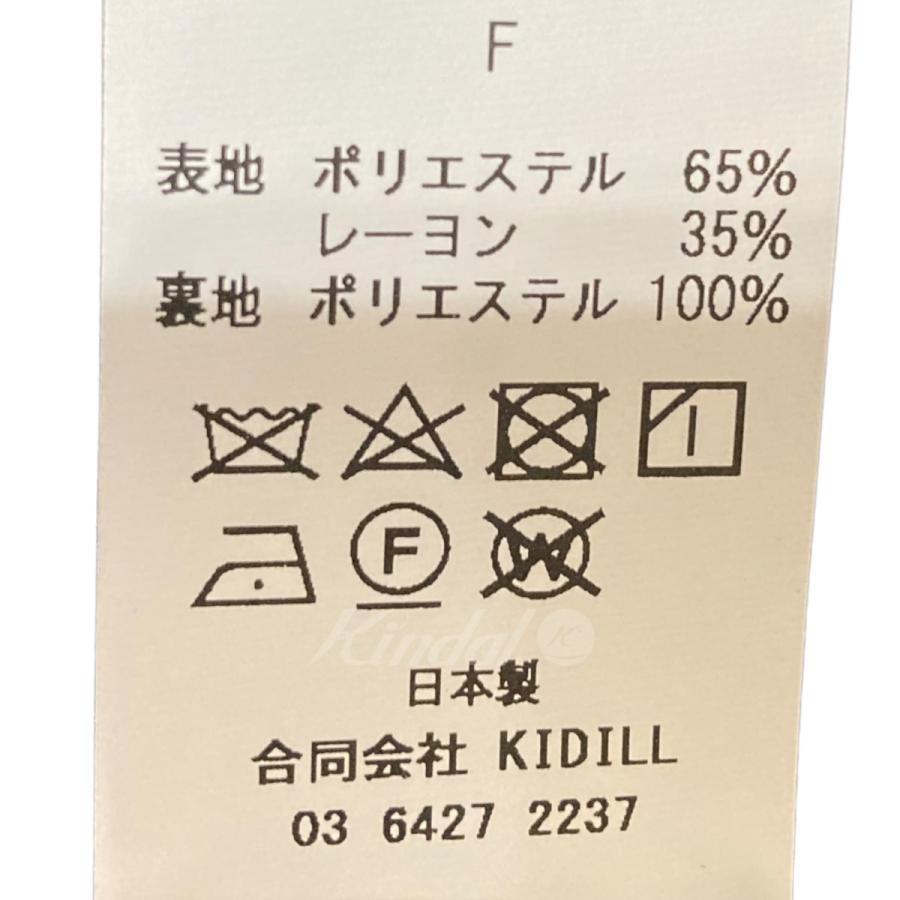 F
表地 ポリエステル 65%
レーヨン 35%
裏地 ポリエステル 100%
F
W
Kindal
日本製
合同会社 KIDILL
03 6427 2237